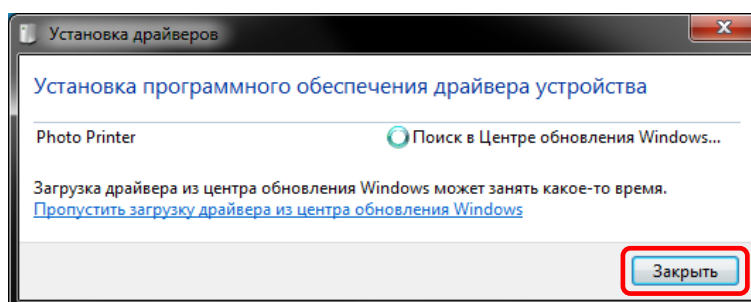 Установка драйверов
Установка программного обеспечения драйвера устройства
Photo Printer Поиск в Центре обновления Windows...
Загрузка драйвера из центра обновления Windows может занять какое-то время.
Пропустить загрузку драйвера из центра обновления Windows
Закрыть